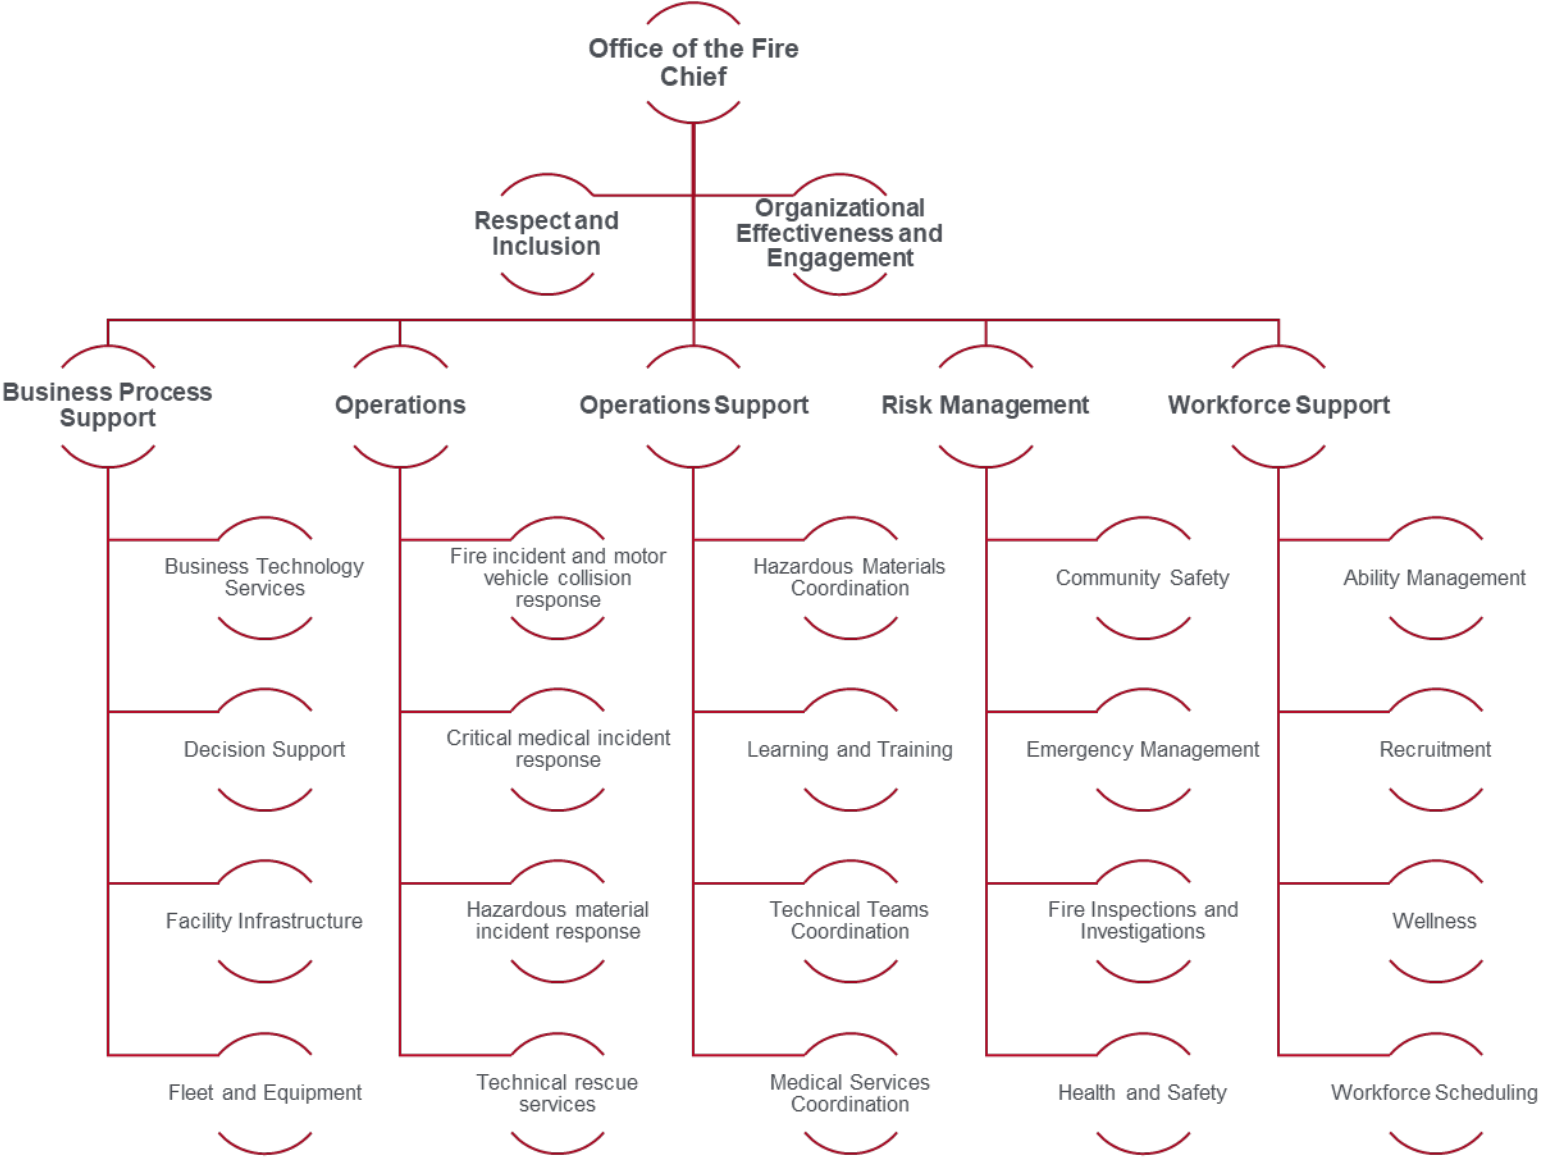 Office of the Fire
Chief
Respect and
Inclusion
Organizational
Effectiveness and
Engagement
Business Process
Support
Operations
Operations Support
Risk Management
Workforce Support
Business Technology
Services
Fire incident and motor
vehicle collision
response
Hazardous Materials
Coordination
Community Safety
Ability Management
Decision Support
Critical medical incident
response
Learning and Training
Emergency Management
Recruitment
Facility Infrastructure
Hazardous material
incident response
Technical Teams
Coordination
Fire Inspections and
Investigations
Wellness
Fleet and Equipment
Technical rescue
services
Medical Services
Coordination
Health and Safety
Workforce Scheduling